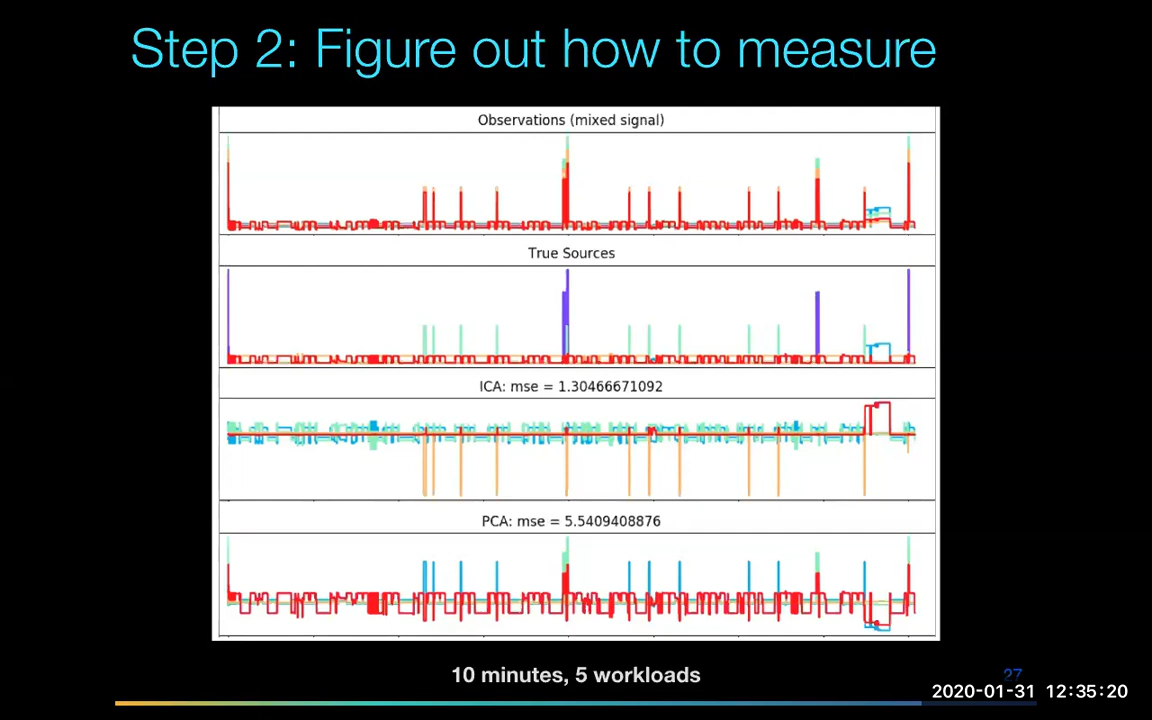 Step 2: Figure out how to measure
Observations (mixed signal)
True Sources
ICA: mse = 1.30466671092
PCA: mse = 5.5409408876
10 minutes, 5 workloads
27
2020-01-31 12:35:20